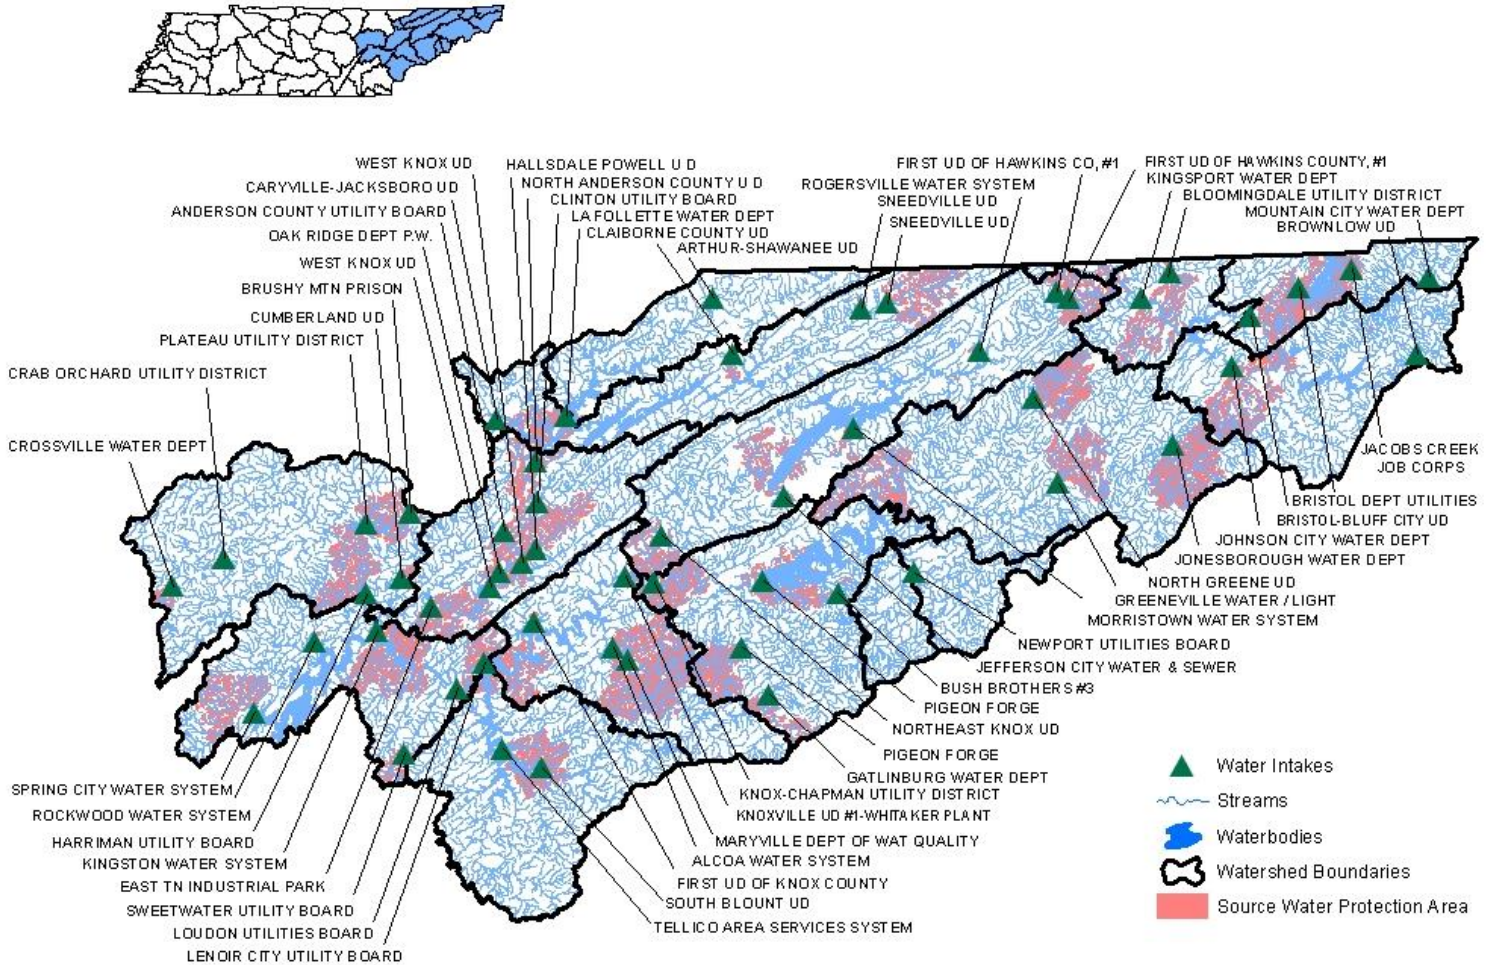 WEST KNOX UD
CARYVILLE-JACKSBORO UD
ANDERSON COUNTY UTILITY BOARD
OAK RIDGE DEPT P.W.
WEST KNOX UD
BRUSHY MTN PRISON
CUMBERLAND UD
PLATEAU UTILITY DISTRICT
CRAB ORCHARD UTILITY DISTRICT
CROSSVILLE WATER DEPT
HALLSDALE POWELL U D
NORTH ANDERSON COUNTY U D
CLINTON UTILITY BOARD
LA FOLLETTE WATER DEPT
CLAIBORNE COUNTY UD
ARTHUR-SHAWANEE UD
FIRST UD OF HAWKINS CO, #1
ROGERSVILLE WATER SYSTEM
SNEEDVILLE UD
SNEEDVILLE UD
FIRST UD OF HAWKINS COUNTY, #1
KINGSPORT WATER DEPT
BLOOMINGDALE UTILITY DISTRICT
MOUNTAIN CITY WATER DEPT
BROWNLOW UD
JACOBS CREEK
JOB CORPS
BRISTOL DEPT UTILITIES
BRISTOL-BLUFF CITY UD
JOHNSON CITY WATER DEPT
JONESBOROUGH WATER DEPT
NORTH GREENE UD
GREENEVILLE WATER / LIGHT
MORRISTOWN WATER SYSTEM
NEWPORT UTILITIES BOARD
JEFFERSON CITY WATER & SEWER
BUSH BROTHERS #3
PIGEON FORGE
NORTHEAST KNOX UD
PIGEON FORGE
GATLINBURG WATER DEPT
KNOX-CHAPMAN UTILITY DISTRICT
KNOXVILLE UD #1-WHITAKER PLANT
MARYVILLE DEPT OF WAT QUALITY
ALCOA WATER SYSTEM
FIRST UD OF KNOX COUNTY
SOUTH BLOUNT UD
TELLICO AREA SERVICES SYSTEM
SPRING CITY WATER SYSTEM
ROCKWOOD WATER SYSTEM
HARRIMAN UTILITY BOARD
KINGSTON WATER SYSTEM
EAST TN INDUSTRIAL PARK
SWEETWATER UTILITY BOARD
LOUDON UTILITIES BOARD
LENOIR CITY UTILITY BOARD
Water Intakes
Streams
Waterbodies
Watershed Boundaries
Source Water Protection Area